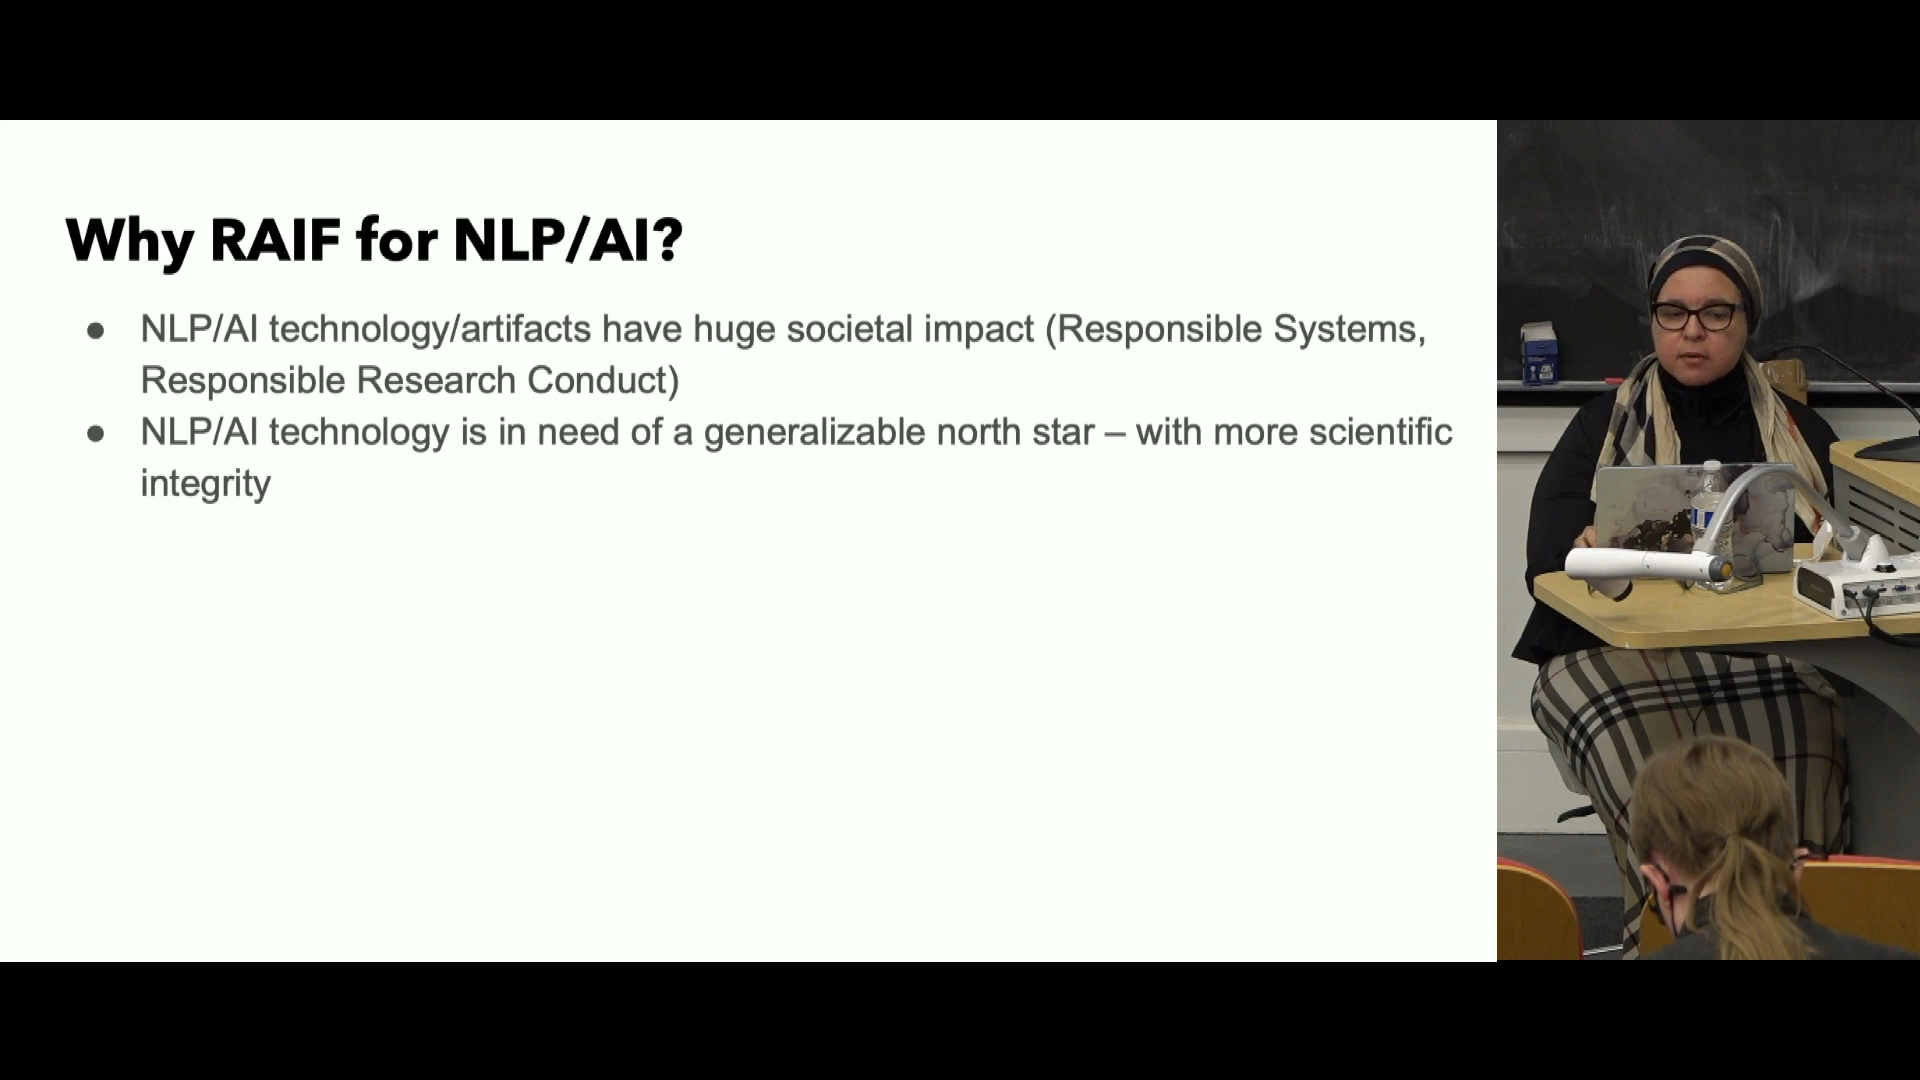 Why RAIF for NLP/AI?
● NLP/AI technology/artifacts have huge societal impact (Responsible Systems,
Responsible Research Conduct)
● NLP/AI technology is in need of a generalizable north star – with more scientific
integrity